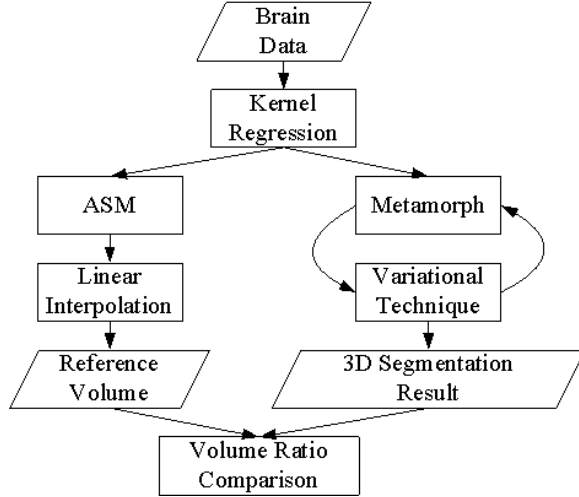 Brain
Data
Kernel
Regression
ASM
Metamorph
Linear
Interpolation
Variational
Technique
Reference
Volume
3D Segmentation
Result
Volume Ratio
Comparison